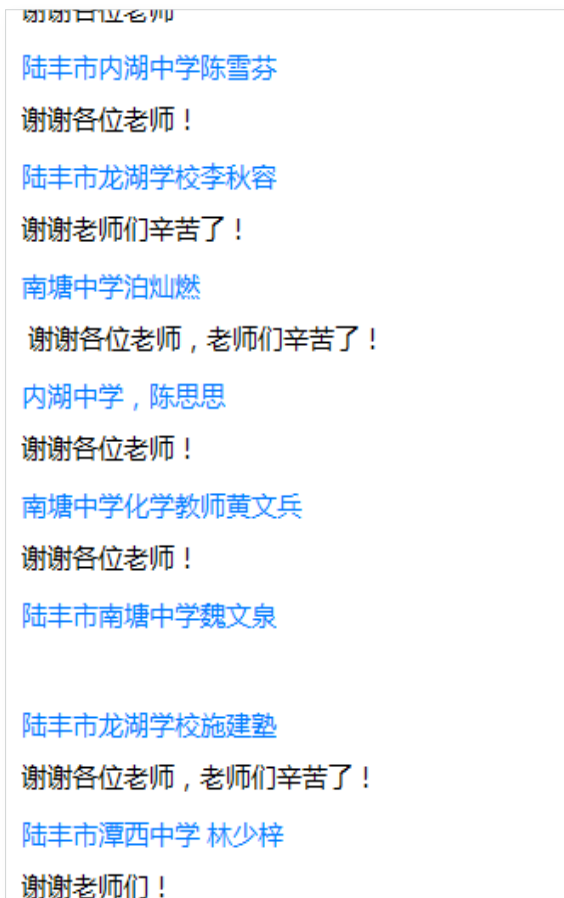 谢谢各位老师
陆丰市内湖中学陈雪芬
谢谢各位老师！
陆丰市龙湖学校李秋容
谢谢老师们辛苦了！
南塘中学泊灿燃
谢谢各位老师，老师们辛苦了！
内湖中学，陈思思
谢谢各位老师！
南塘中学化学教师黄文兵
谢谢各位老师！
陆丰市南塘中学魏文泉
陆丰市龙湖学校施建塾
谢谢各位老师，老师们辛苦了！
陆丰市潭西中学 林少梓
谢谢老师们！